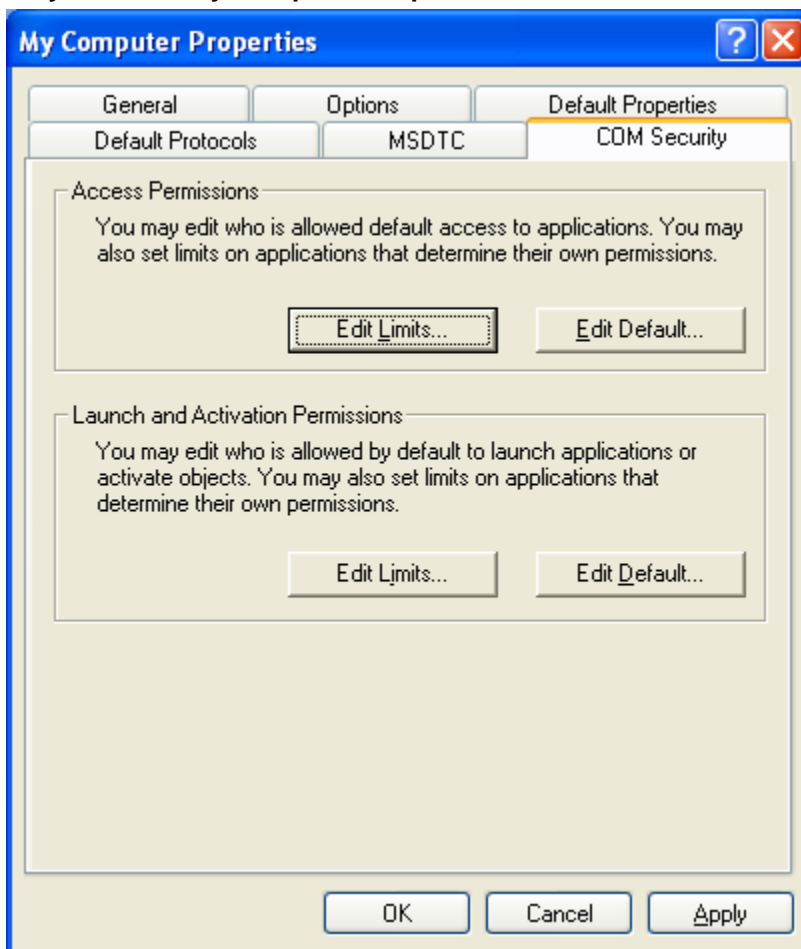 My Computer Properties
General Options Default Properties
Default Protocols MSDTC COM Security
Access Permissions
You may edit who is allowed default access to applications. You may
also set limits on applications that determine their own permissions.
Edit Limits... Edit Default...
Launch and Activation Permissions
You may edit who is allowed by default to launch applications or
activate objects. You may also set limits on applications that
determine their own permissions.
Edit Limits... Edit Default...
OK Cancel Apply